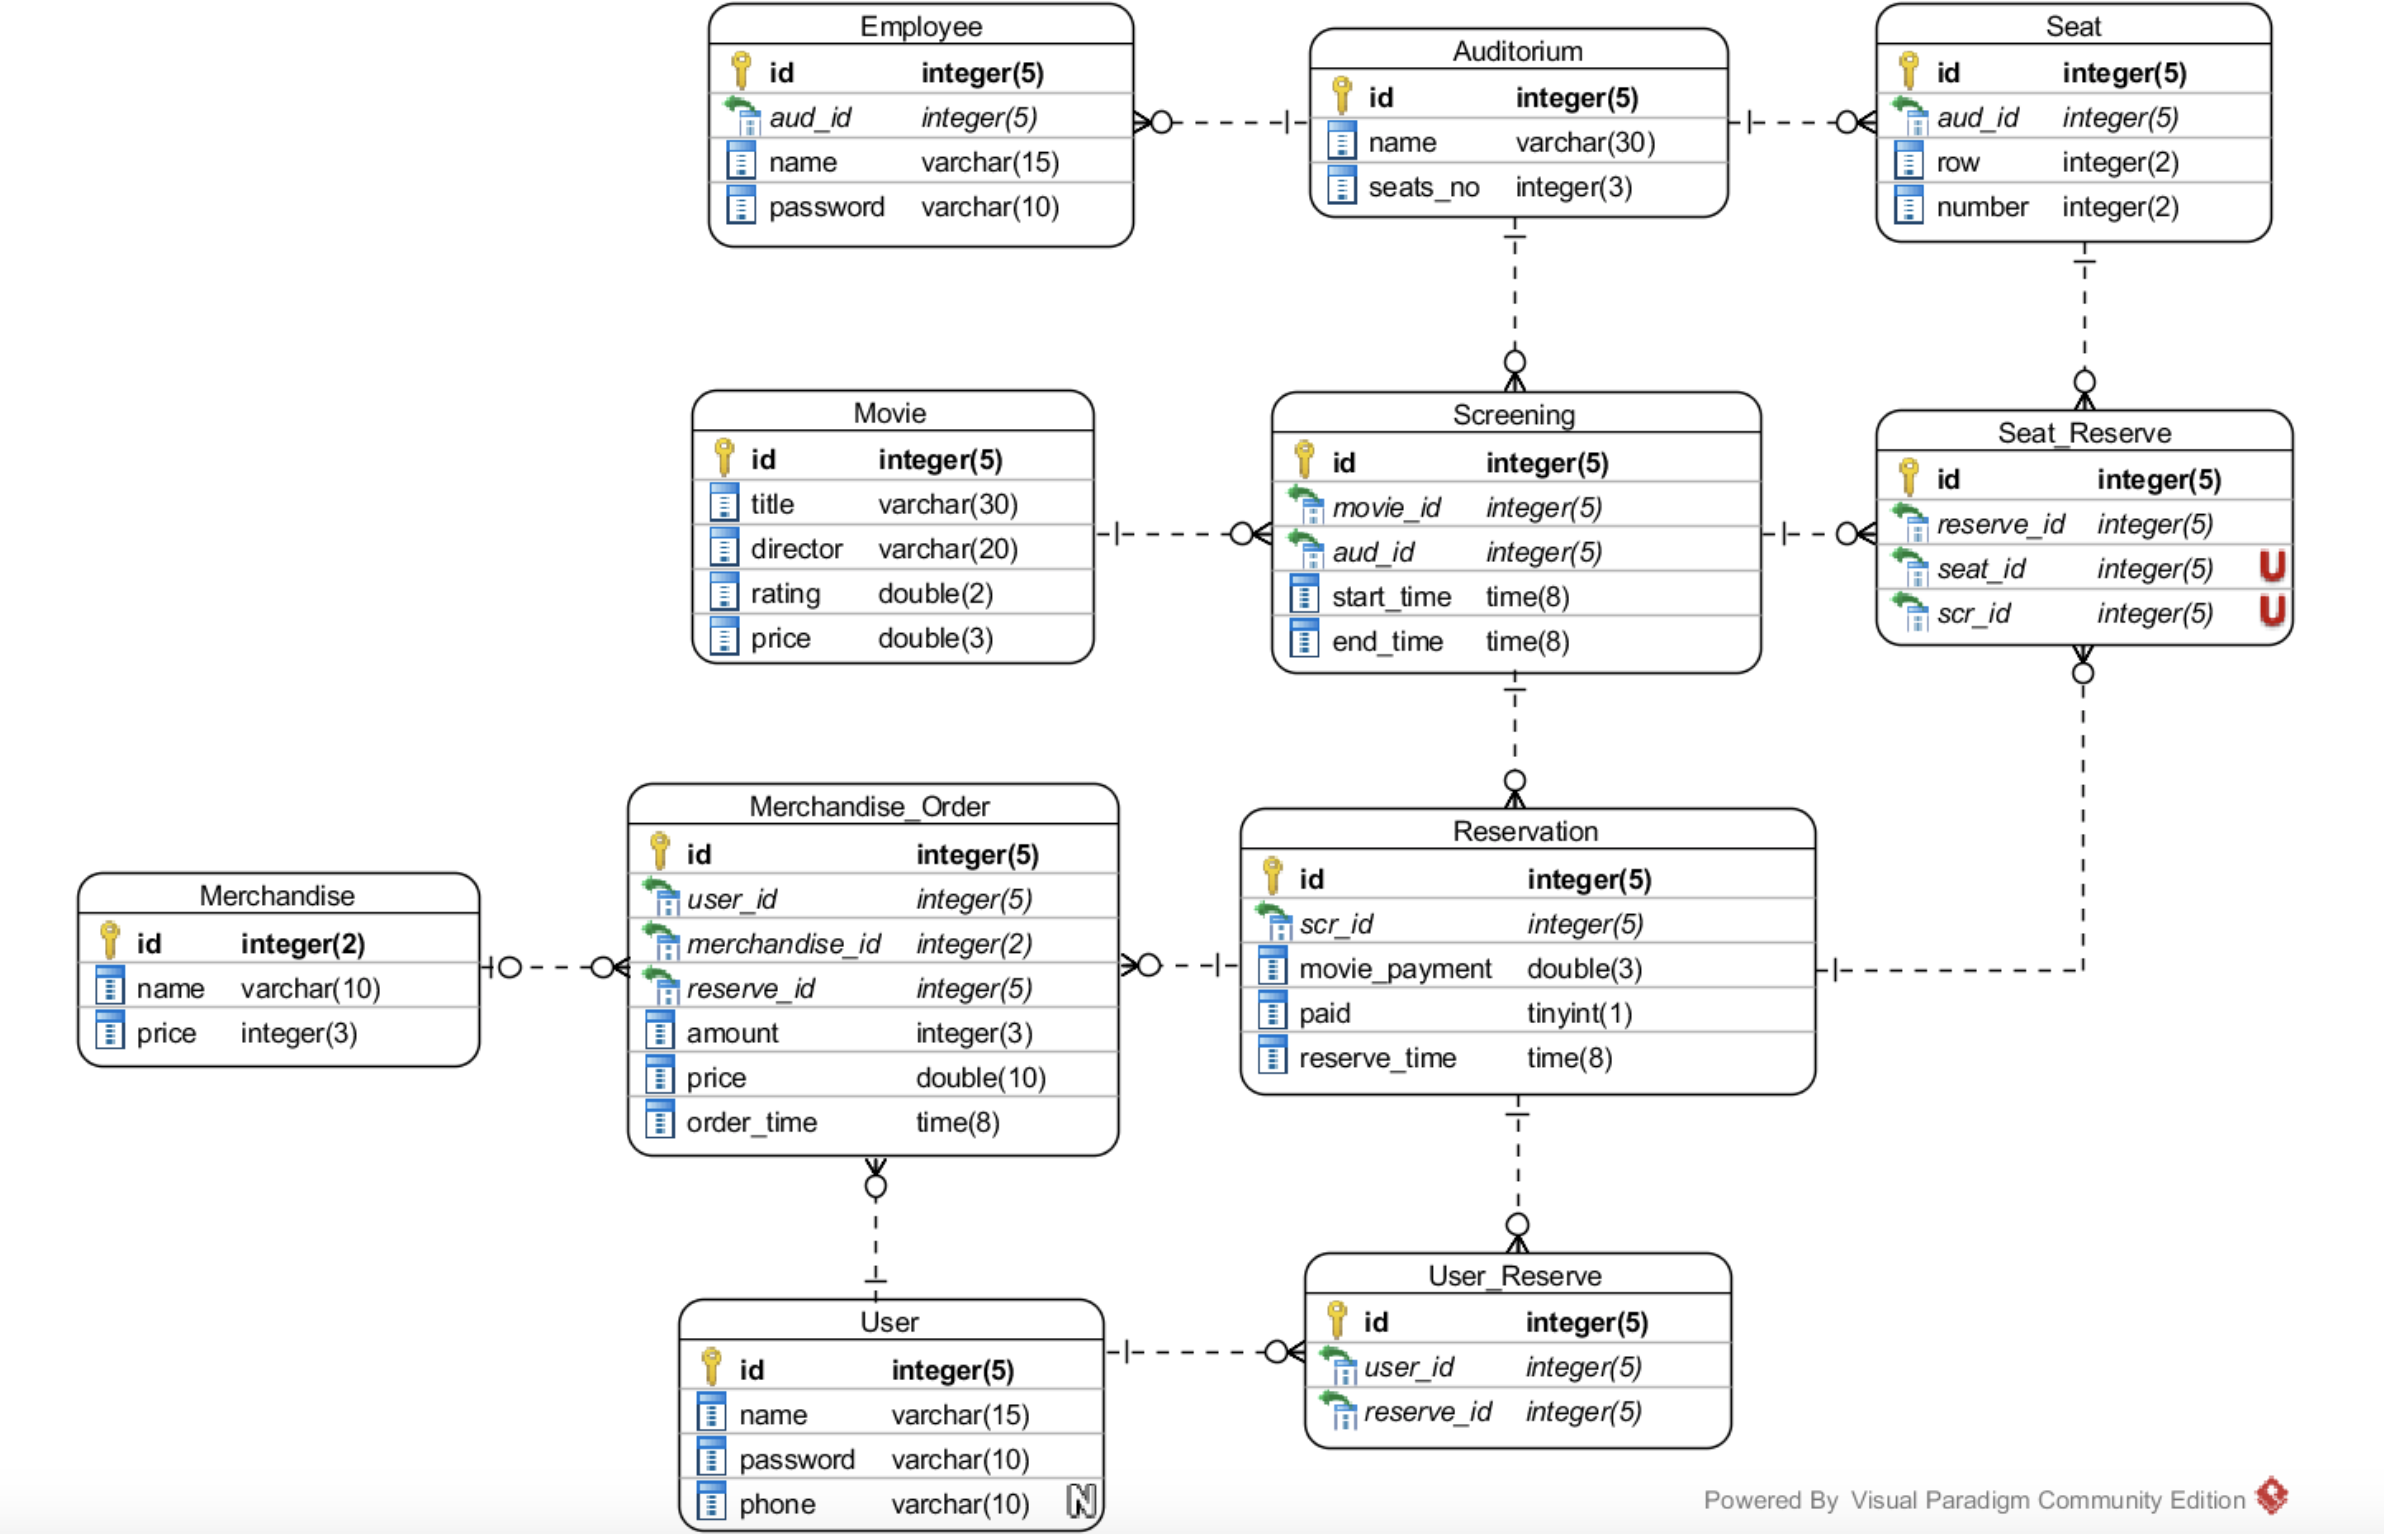 Employee
id integer(5)
aud_id integer(5)
name varchar(15)
password varchar(10)
Auditorium
id integer(5)
name varchar(30)
seats_no integer(3)
Seat
id integer(5)
aud_id integer(5)
row integer(2)
number integer(2)
Movie
id integer(5)
title varchar(30)
director varchar(20)
rating double(2)
price double(3)
Screening
id integer(5)
movie_id integer(5)
aud_id integer(5)
start_time time(8)
end_time time(8)
Seat_Reserve
id integer(5)
reserve_id integer(5)
seat_id integer(5) U
scr_id integer(5) U
Merchandise
id integer(2)
name varchar(10)
price integer(3)
Merchandise_Order
id integer(5)
user_id integer(5)
merchandise_id integer(2)
reserve_id integer(5)
amount integer(3)
price double(10)
order_time time(8)
Reservation
id integer(5)
scr_id integer(5)
movie_payment double(3)
paid tinyint(1)
reserve_time time(8)
User
id integer(5)
name varchar(15)
password varchar(10)
phone varchar(10) N
User_Reserve
id integer(5)
user_id integer(5)
reserve_id integer(5)
Powered By Visual Paradigm Community Edition